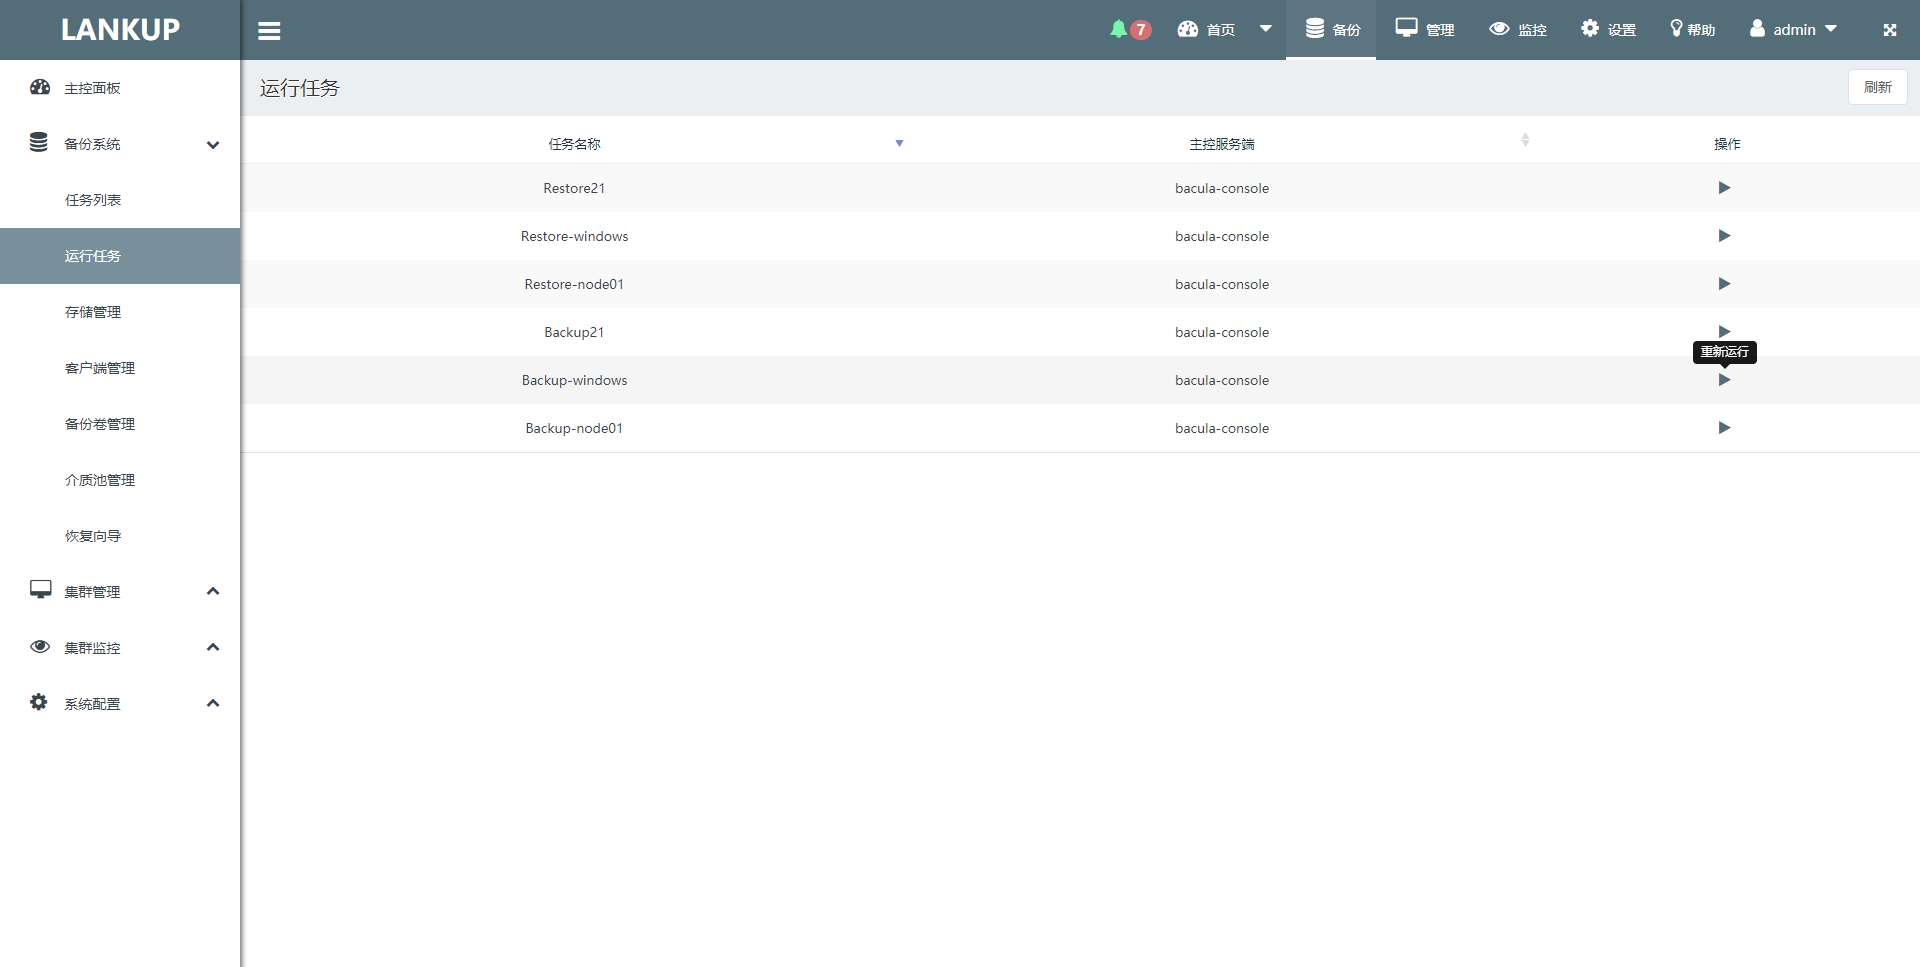 LANKUP
7
首页
备份
管理
监控
设置
帮助
admin
主控面板
备份系统
任务列表
运行任务
存储管理
客户端管理
备份卷管理
介质池管理
恢复向导
集群管理
集群监控
系统配置
运行任务
刷新
任务名称 主控服务端 操作
Restore21 bacula-console
Restore-windows bacula-console
Restore-node01 bacula-console
Backup21 bacula-console
重新运行
Backup-windows bacula-console
Backup-node01 bacula-console